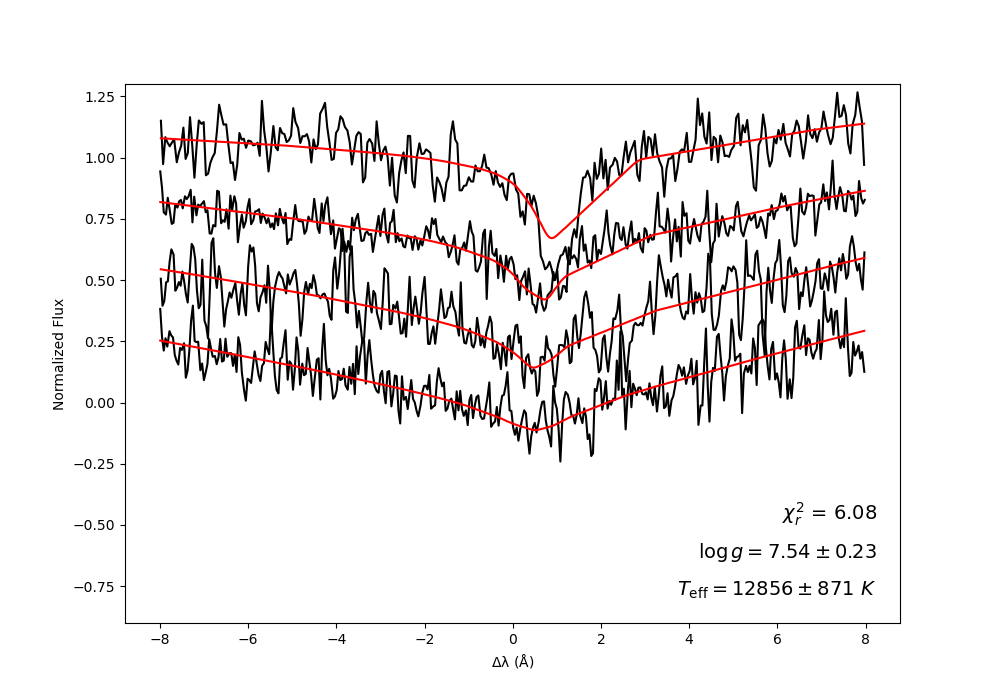 1.25
1.00
0.75
0.50
0.25
0.00
−0.25
−0.50
−0.75
Normalized Flux
χ²ᵣ = 6.08
log g = 7.54 ± 0.23
T_eff = 12856 ± 871 K
−8 −6 −4 −2 0 2 4 6 8
Δλ (Å)